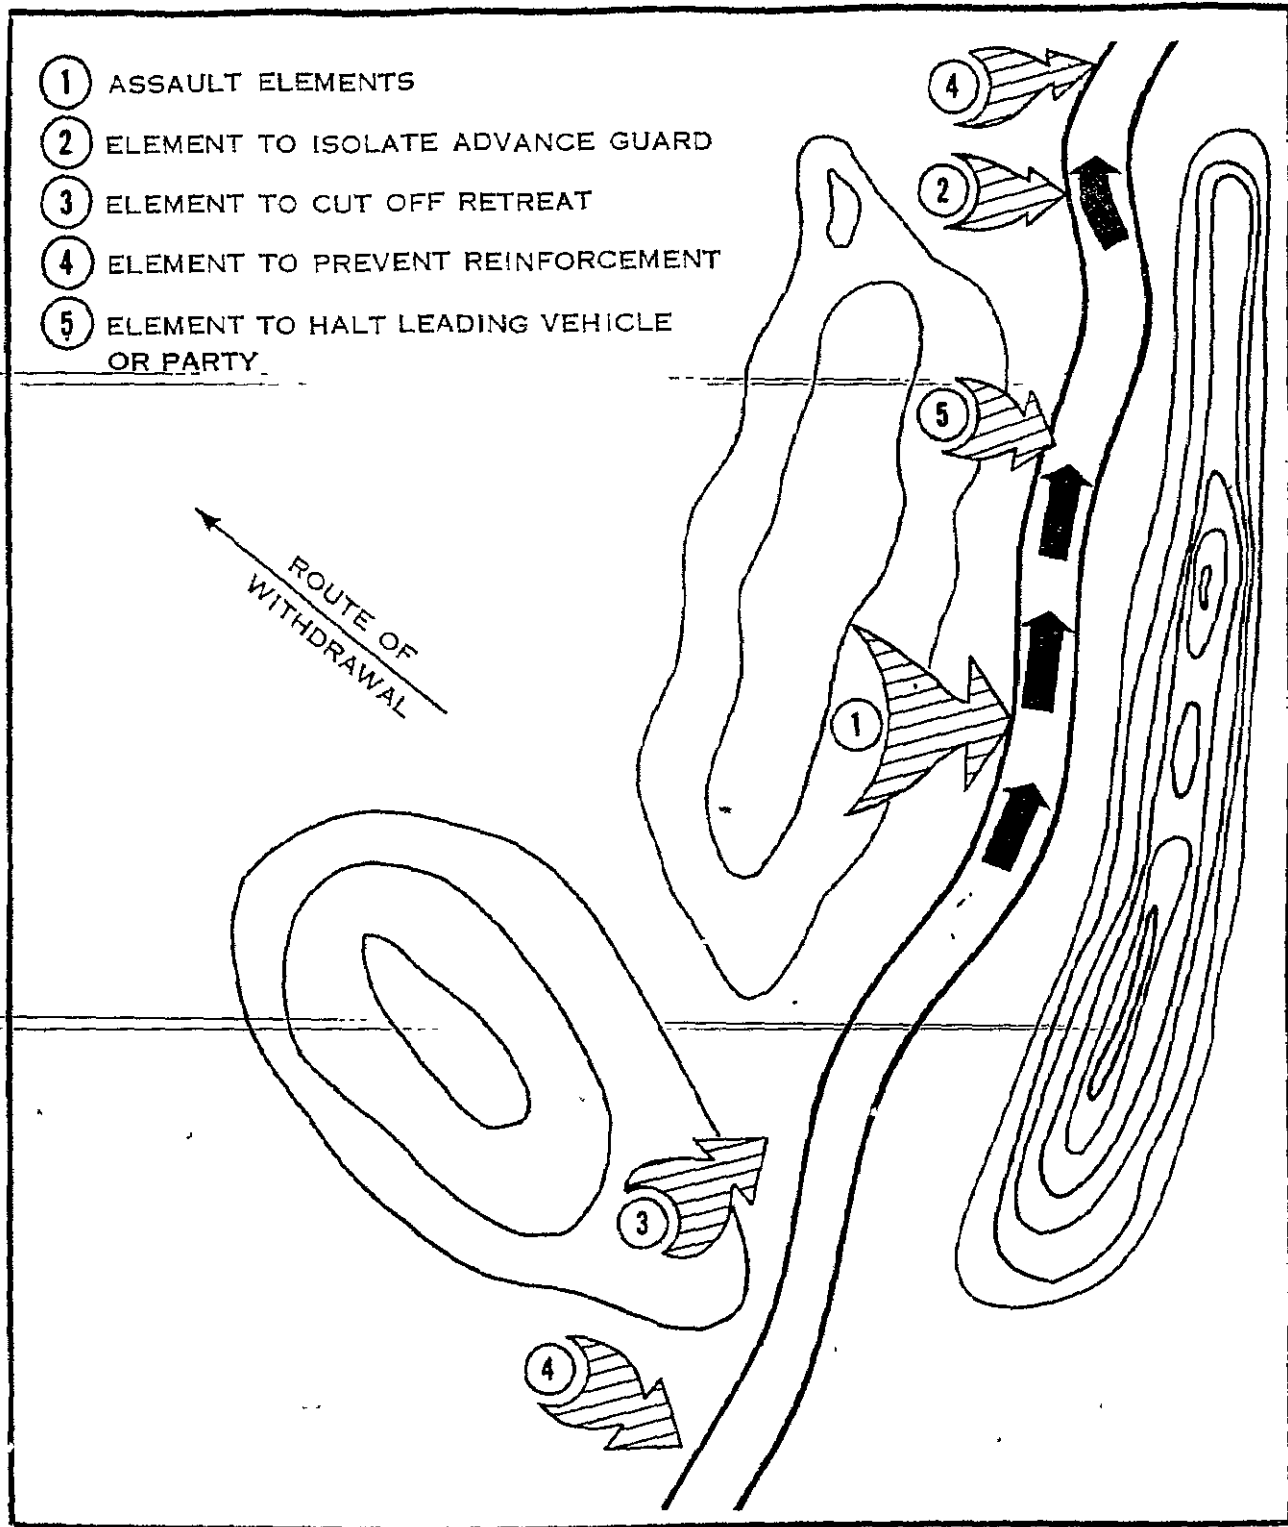 1 ASSAULT ELEMENTS
2 ELEMENT TO ISOLATE ADVANCE GUARD
3 ELEMENT TO CUT OFF RETREAT
4 ELEMENT TO PREVENT REINFORCEMENT
5 ELEMENT TO HALT LEADING VEHICLE
OR PARTY
4
2
5
ROUTE OF
WITHDRAWAL
1
3
4